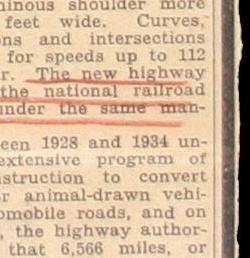 minous shoulder more
feet wide. Curves,
ons and intersections
for speeds up to 112
r. The new highway
the national railroad
under the same man-
een 1928 and 1934 un-
extensive program of
nstruction to convert
or animal-drawn vehi-
omobile roads, and on
, the highway author-
that 6,566 miles, or